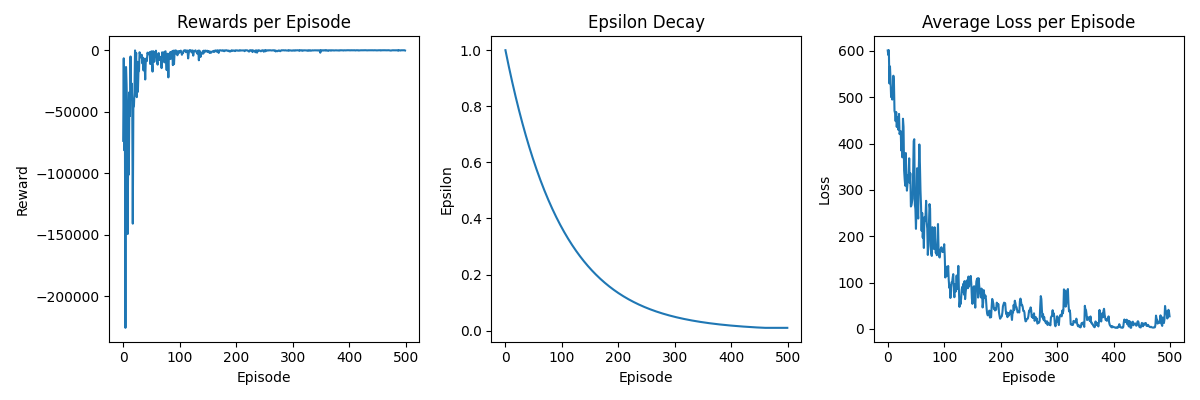 Rewards per Episode
0
−50000
−100000
−150000
−200000
Reward
0 100 200 300 400 500
Episode
Epsilon Decay
1.0
0.8
0.6
0.4
0.2
0.0
Epsilon
0 100 200 300 400 500
Episode
Average Loss per Episode
600
500
400
300
200
100
0
Loss
0 100 200 300 400 500
Episode